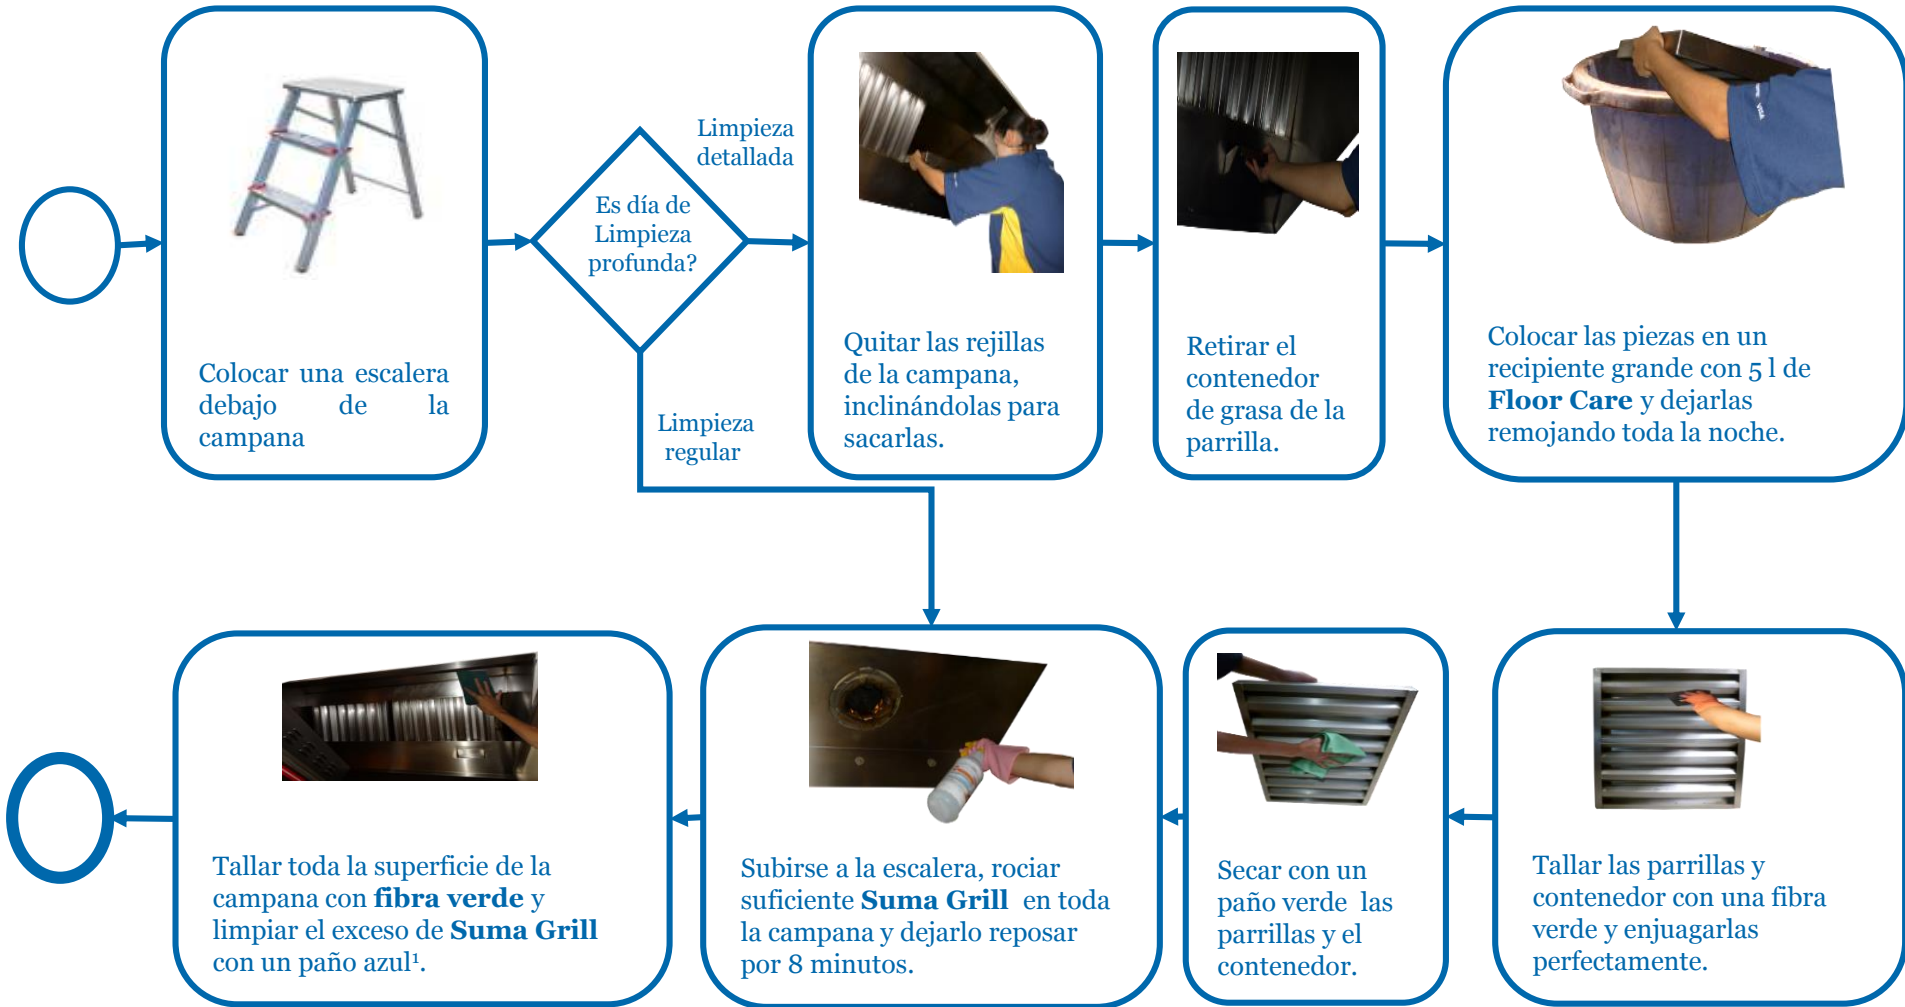 Colocar una escalera
debajo de la
campana
Es día de
Limpieza
profunda?
Limpieza
detallada
Limpieza
regular
Quitar las rejillas
de la campana,
inclinándolas para
sacarlas.
Retirar el
contenedor
de grasa de la
parrilla.
Colocar las piezas en un
recipiente grande con 5 l de
Floor Care y dejarlas
remojando toda la noche.
Tallar las parrillas y
contenedor con una fibra
verde y enjuagarlas
perfectamente.
Secar con un
paño verde las
parrillas y el
contenedor.
Subirse a la escalera, rociar
suficiente Suma Grill en toda
la campana y dejarlo reposar
por 8 minutos.
Tallar toda la superficie de la
campana con fibra verde y
limpiar el exceso de Suma Grill
con un paño azul¹.